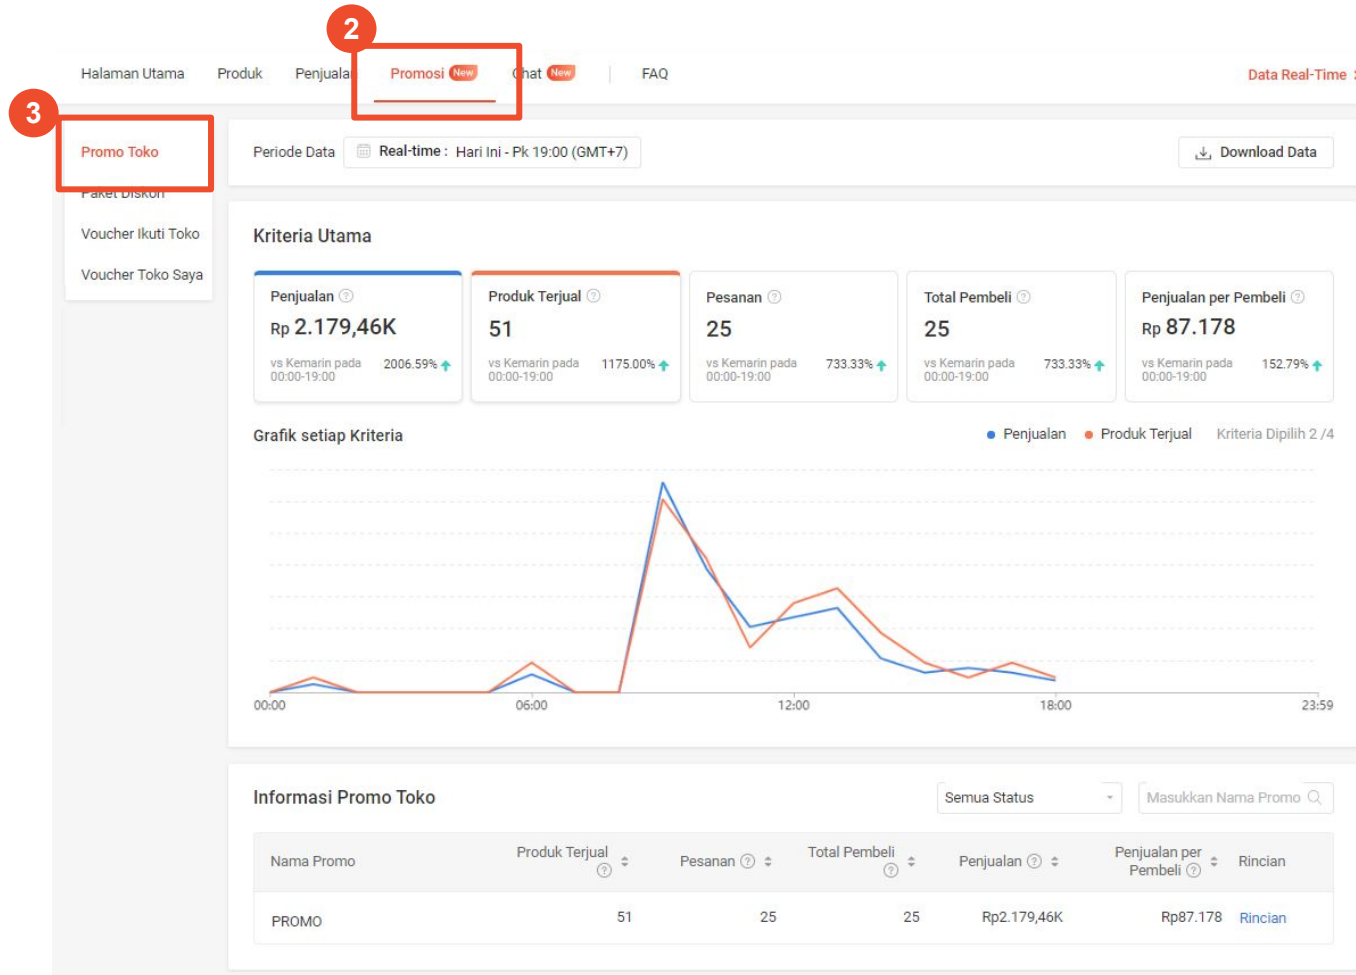 2
Halaman Utama Produk Penjualan Promosi New Chat New FAQ Data Real-Time
3
Promo Toko
Paket Diskon
Voucher Ikuti Toko
Voucher Toko Saya
Periode Data Real-time : Hari Ini - Pk 19:00 (GMT+7) Download Data
Kriteria Utama
Penjualan ?
Rp 2.179,46K
vs Kemarin pada 2006.59%
00:00-19:00
Produk Terjual ?
51
vs Kemarin pada 1175.00%
00:00-19:00
Pesanan ?
25
vs Kemarin pada 733.33%
00:00-19:00
Total Pembeli ?
25
vs Kemarin pada 733.33%
00:00-19:00
Penjualan per Pembeli ?
Rp 87.178
vs Kemarin pada 152.79%
00:00-19:00
Grafik setiap Kriteria Penjualan Produk Terjual Kriteria Dipilih 2 /4
00:00 06:00 12:00 18:00 23:59
Informasi Promo Toko Semua Status Masukkan Nama Promo
Nama Promo Produk Terjual ? Pesanan ? Total Pembeli ? Penjualan ? Penjualan per Pembeli ? Rincian
PROMO 51 25 25 Rp2.179,46K Rp87.178 Rincian